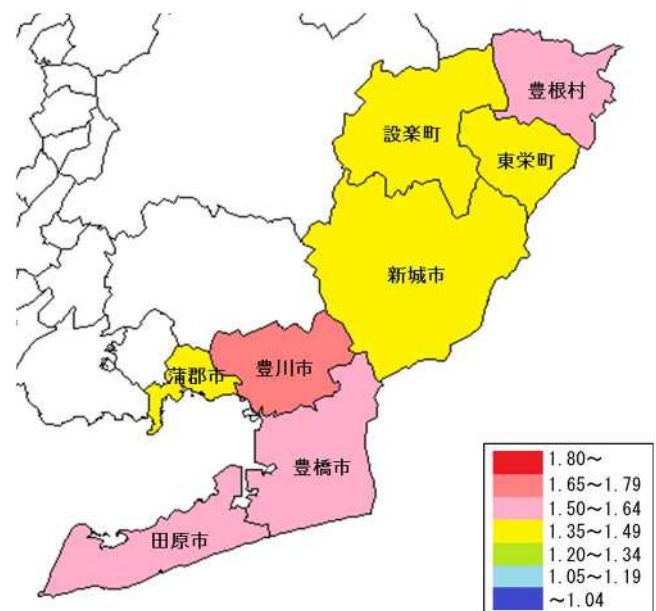 豊根村
設楽町
東栄町
新城市
蒲郡市
豊川市
豊橋市
田原市
1.80～
1.65～1.79
1.50～1.64
1.35～1.49
1.20～1.34
1.05～1.19
～1.04